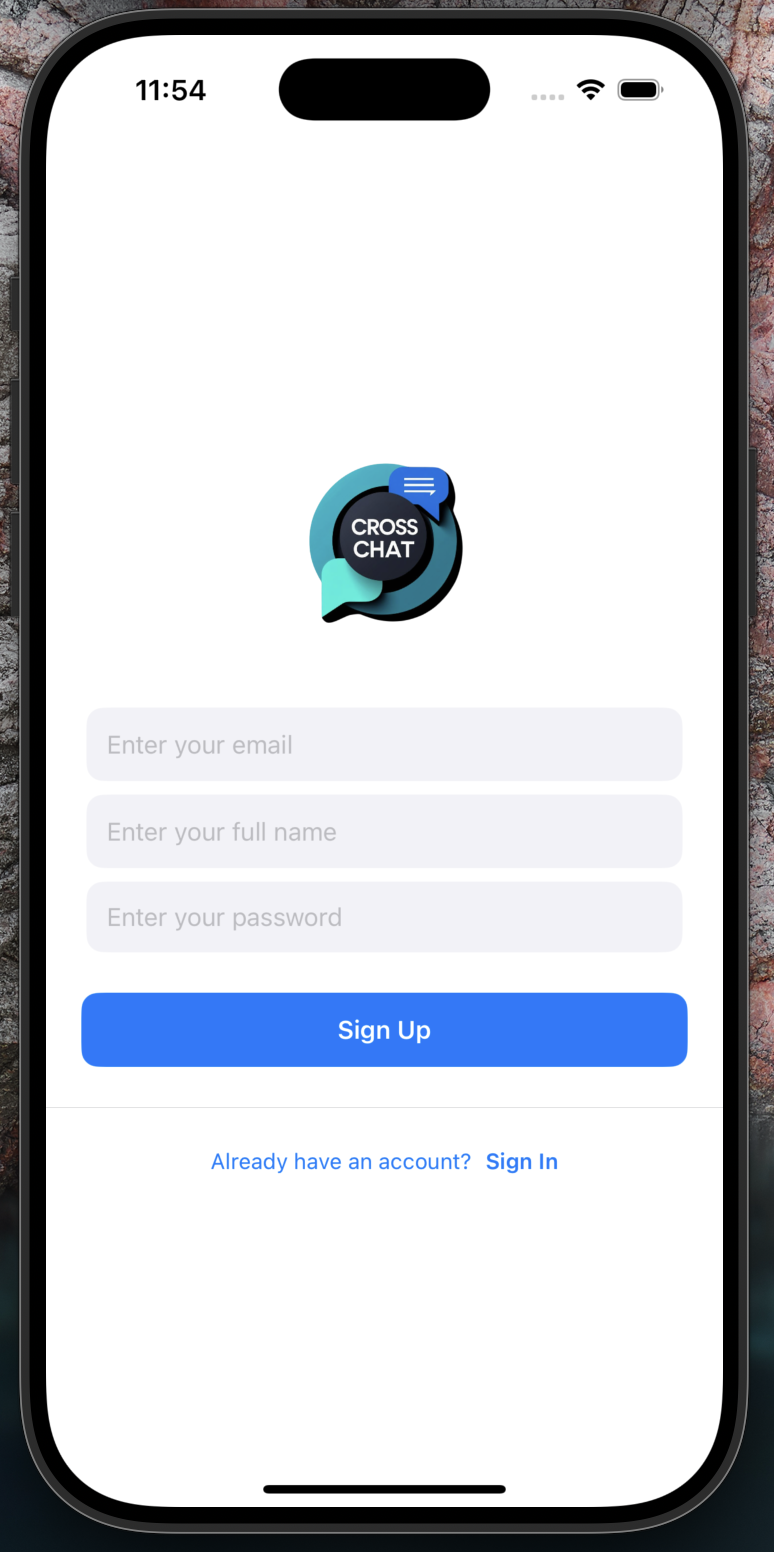 11:54
CROSS
CHAT
Enter your email
Enter your full name
Enter your password
Sign Up
Already have an account? Sign In